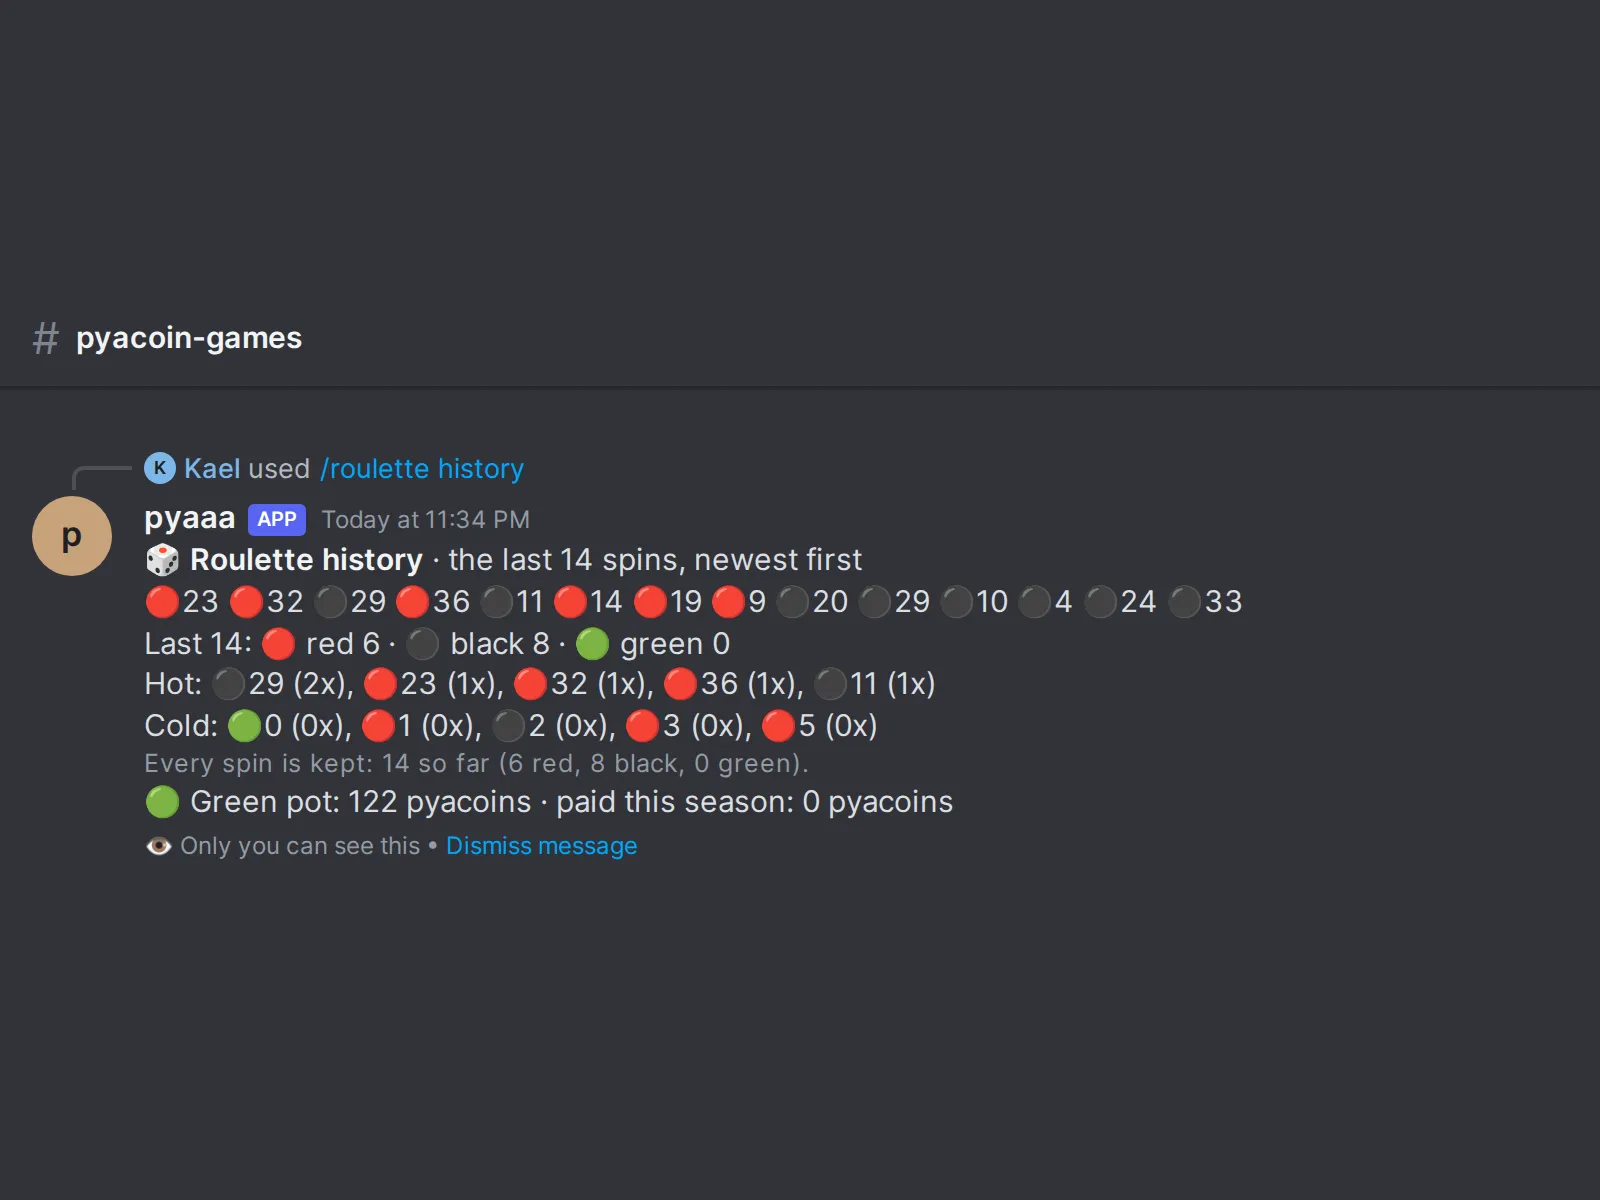 # pyacoin-games
K Kael used /roulette history
p
pyaaa APP Today at 11:34 PM
🎲 Roulette history · the last 14 spins, newest first
🔴23 🔴32 ⚫29 🔴36 ⚫11 🔴14 🔴19 🔴9 ⚫20 ⚫29 ⚫10 ⚫4 ⚫24 ⚫33
Last 14: 🔴 red 6 · ⚫ black 8 · 🟢 green 0
Hot: ⚫29 (2x), 🔴23 (1x), 🔴32 (1x), 🔴36 (1x), ⚫11 (1x)
Cold: 🟢0 (0x), 🔴1 (0x), ⚫2 (0x), 🔴3 (0x), 🔴5 (0x)
Every spin is kept: 14 so far (6 red, 8 black, 0 green).
🟢 Green pot: 122 pyacoins · paid this season: 0 pyacoins
👁️ Only you can see this • Dismiss message